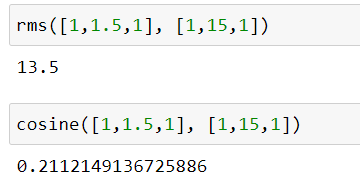 rms([1,1.5,1], [1,15,1])
13.5
cosine([1,1.5,1], [1,15,1])
0.2112149136725886